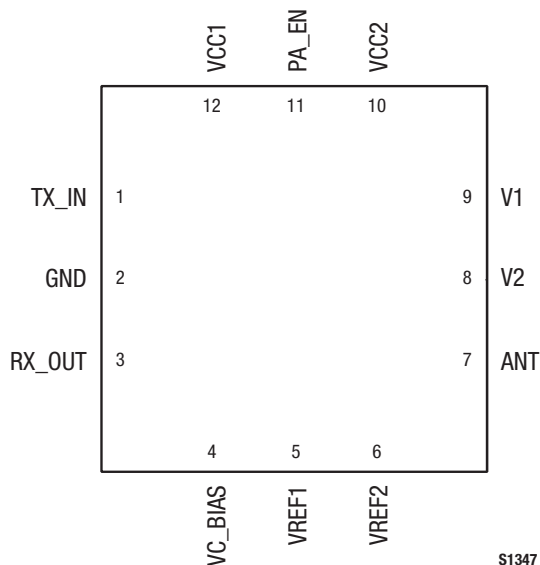 VCC1
PA_EN
VCC2
12
11
10
TX_IN
1
9
V1
GND
2
8
V2
RX_OUT
3
7
ANT
4
5
6
VC_BIAS
VREF1
VREF2
S1347